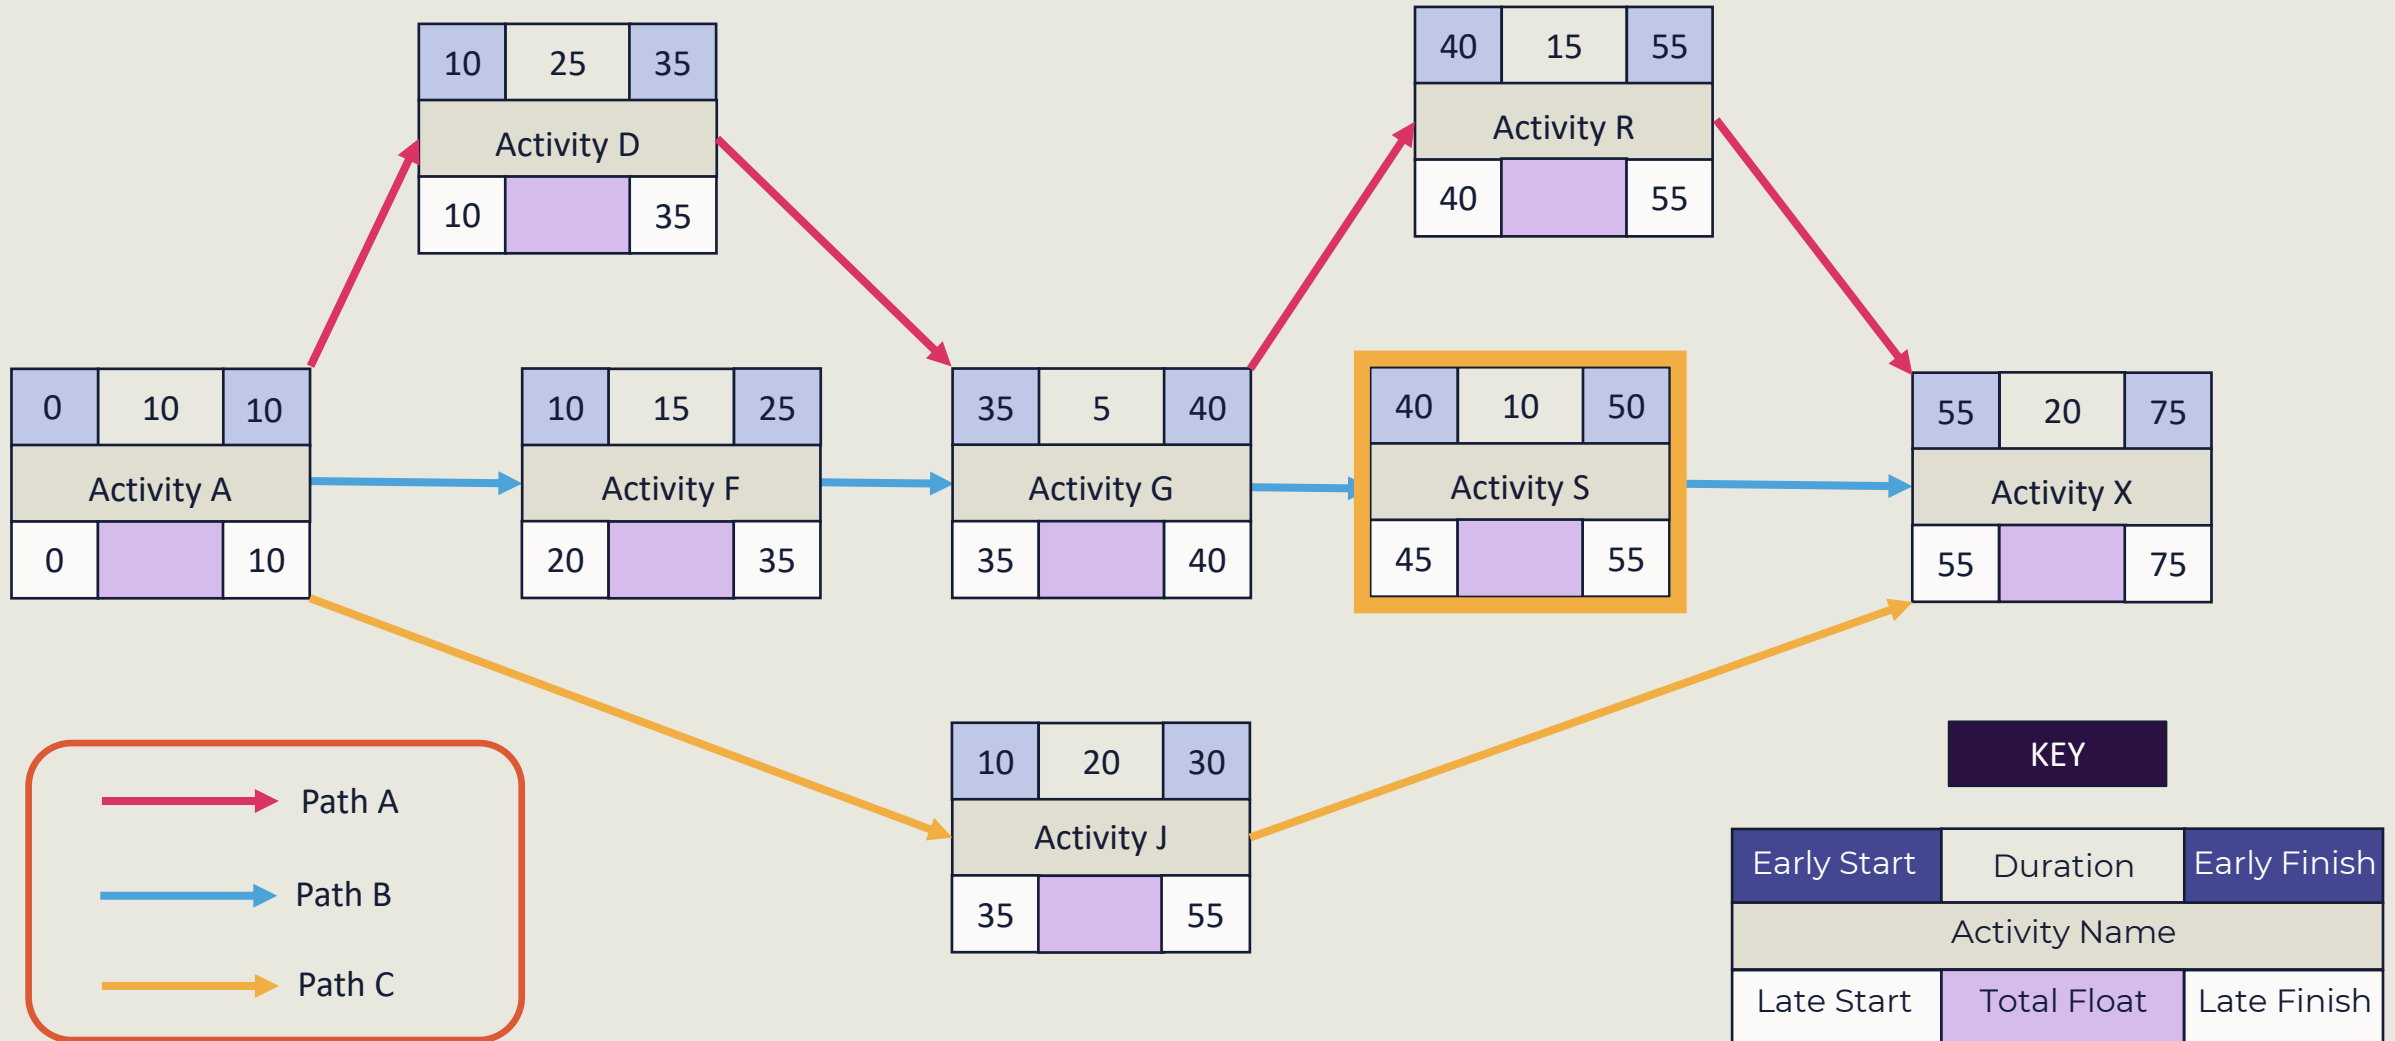 10 25 35
Activity D
10 35
40 15 55
Activity R
40 55
0 10 10
Activity A
0 10
10 15 25
Activity F
20 35
35 5 40
Activity G
35 40
40 10 50
Activity S
45 55
55 20 75
Activity X
55 75
10 20 30
Activity J
35 55
Path A
Path B
Path C
KEY
Early Start Duration Early Finish
Activity Name
Late Start Total Float Late Finish